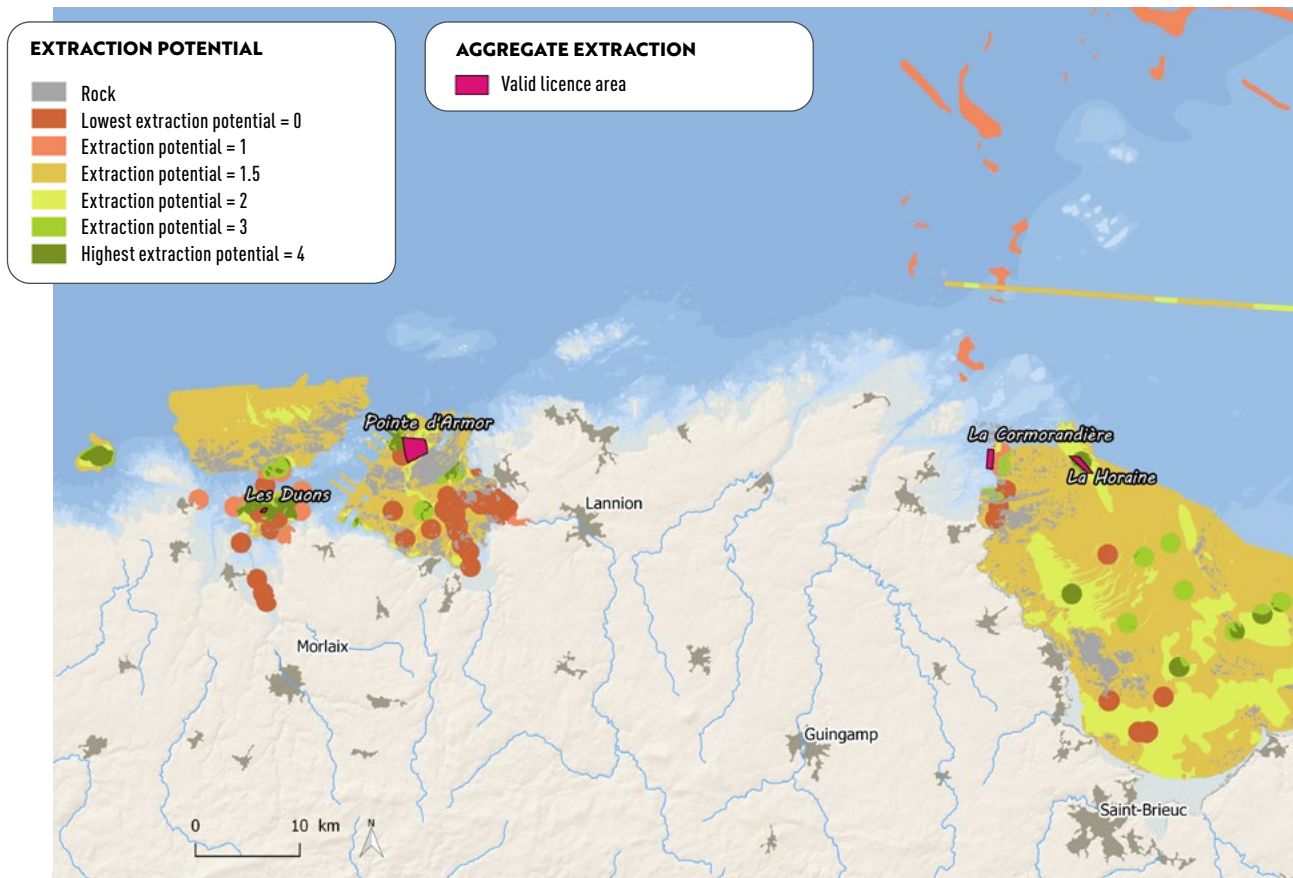 EXTRACTION POTENTIAL
Rock
Lowest extraction potential = 0
Extraction potential = 1
Extraction potential = 1.5
Extraction potential = 2
Extraction potential = 3
Highest extraction potential = 4
AGGREGATE EXTRACTION
Valid licence area
Pointe d'Armor
La Cormorandière
La Horaine
Les Duons
Lannion
Morlaix
Guingamp
Saint-Brieuc
0 10 km
N